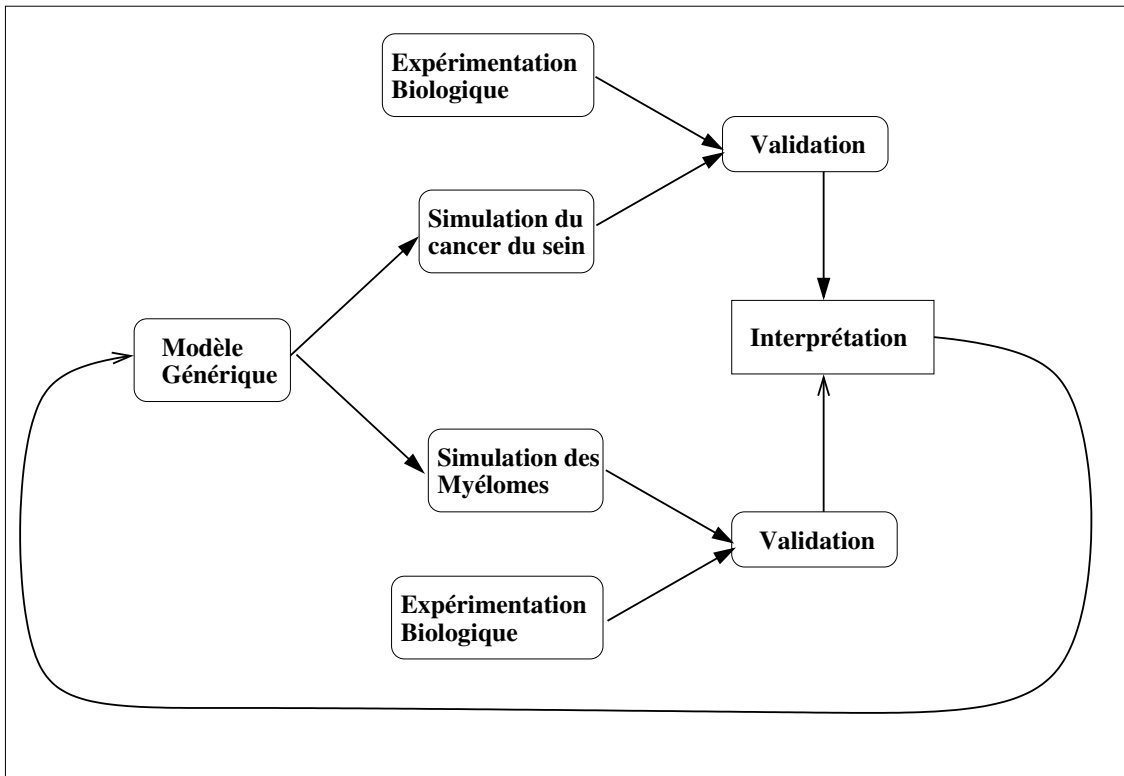 Expérimentation
Biologique
Validation
Simulation du
cancer du sein
Interprétation
Modèle
Générique
Simulation des
Myélomes
Validation
Expérimentation
Biologique